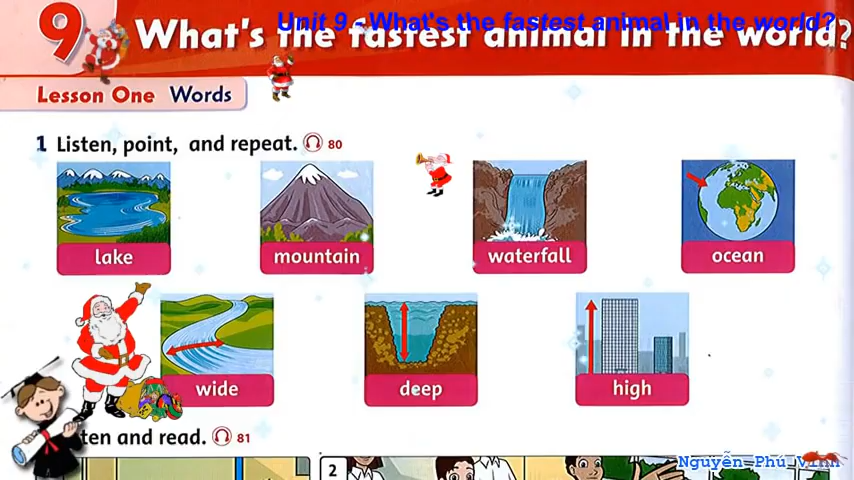 Unit 9 - What's the fastest animal in the world?
9 What's the fastest animal in the world?
Lesson One Words
1 Listen, point, and repeat. 80
lake
mountain
waterfall
ocean
wide
deep
high
ten and read. 81
2
Nguyễn Phú Vinh